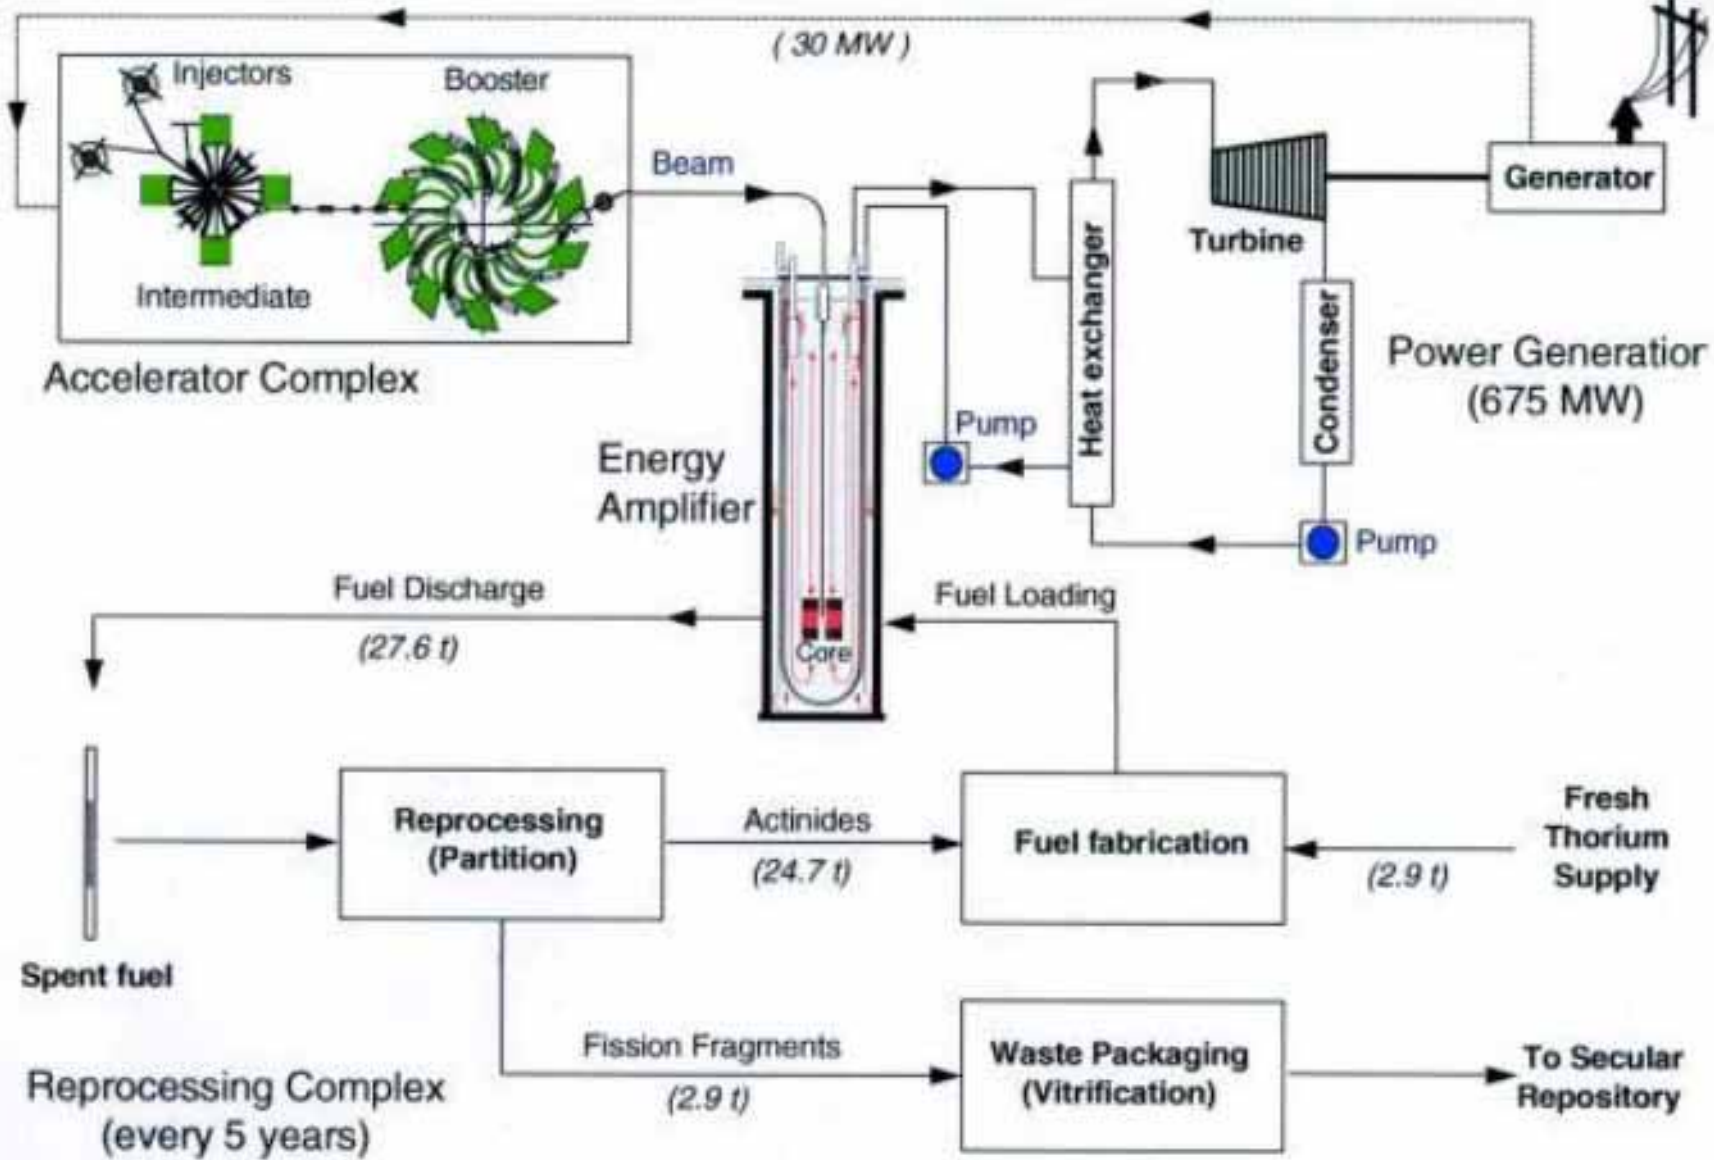 ( 30 MW )
Injectors
Booster
Intermediate
Accelerator Complex
Beam
Generator
Turbine
Heat exchanger
Condenser
Power Generation
(675 MW)
Pump
Pump
Energy
Amplifier
Core
Fuel Discharge
(27.6 t)
Fuel Loading
Reprocessing
(Partition)
Actinides
(24.7 t)
Fuel fabrication
(2.9 t)
Fresh
Thorium
Supply
Spent fuel
Fission Fragments
(2.9 t)
Waste Packaging
(Vitrification)
To Secular
Repository
Reprocessing Complex
(every 5 years)